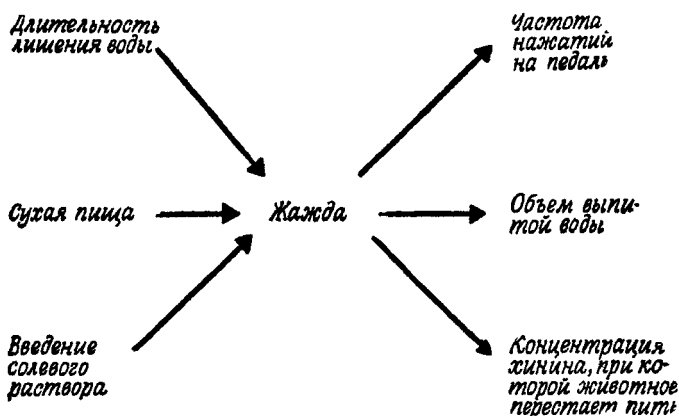 Длительность
лишения воды
Сухая пища
Введение
солевого
раствора
Жажда
Частота
нажатий
на педаль
Объем выпи-
той воды
Концентрация
хинина, при ко-
торой животное
перестает пить